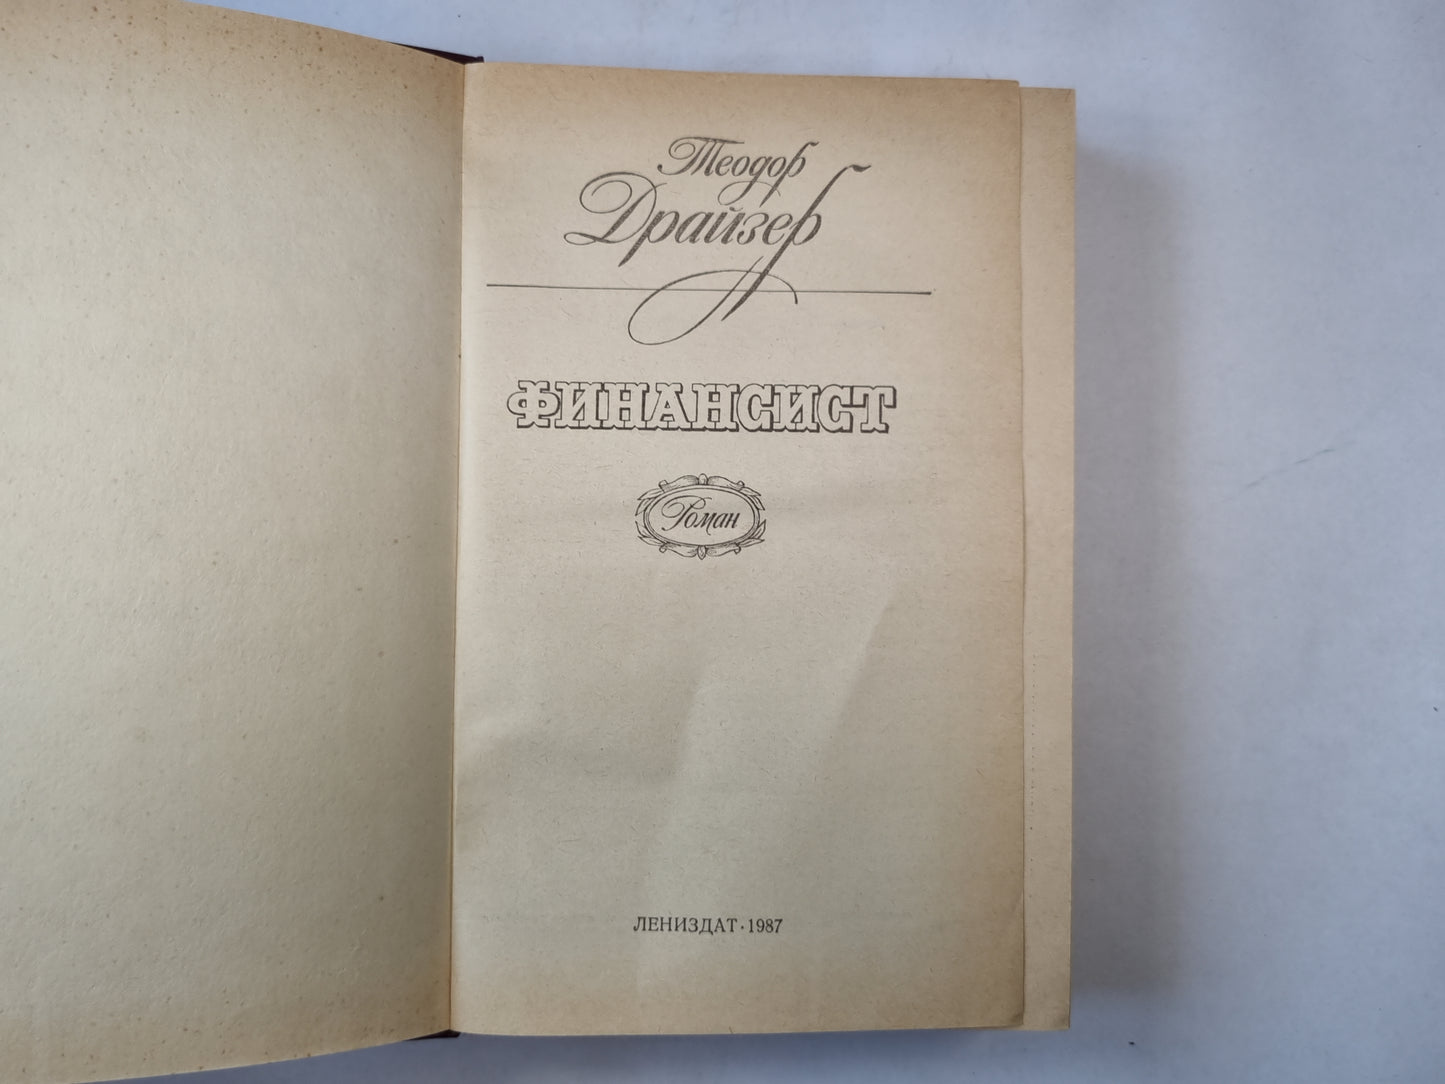 Теодор
Драйзер
ФИНАНСИСТ
Роман
ЛЕНИЗДАТ · 1987